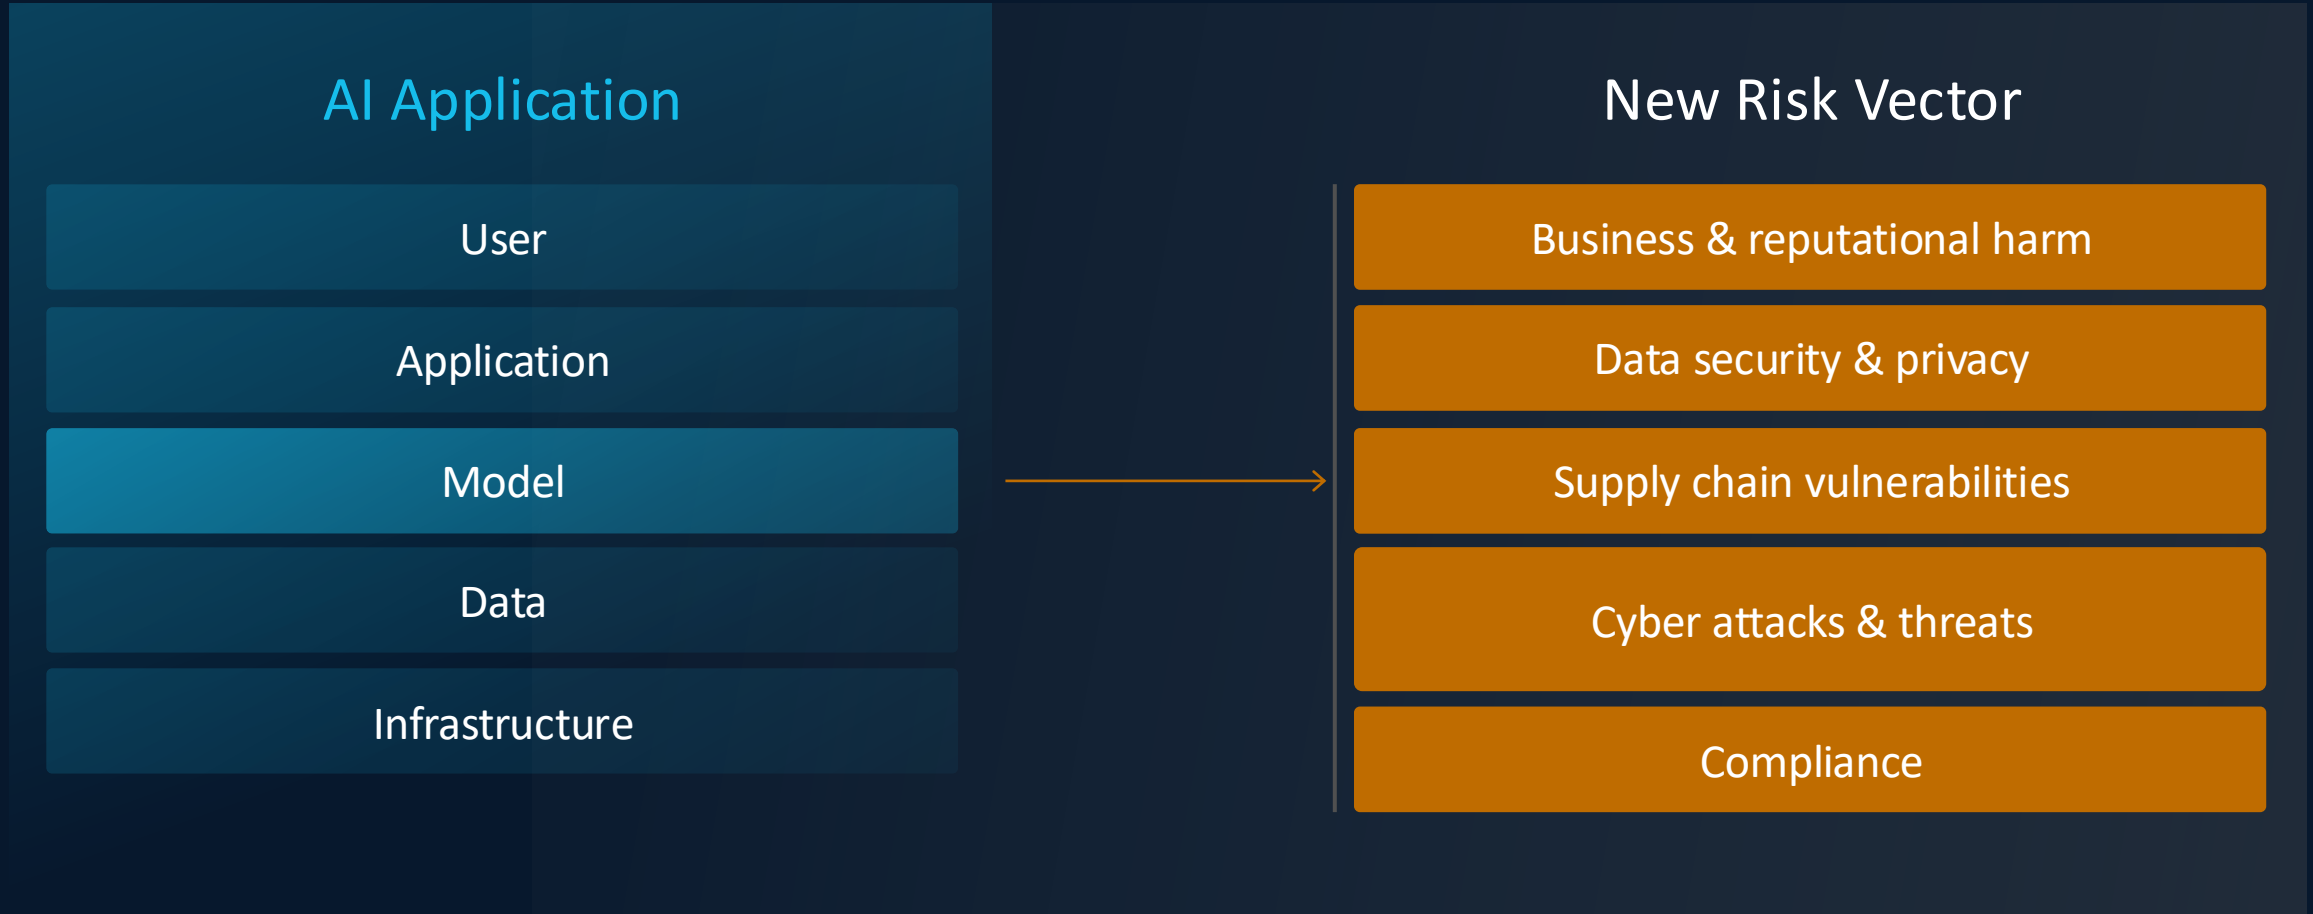 AI Application
User
Application
Model
Data
Infrastructure
New Risk Vector
Business & reputational harm
Data security & privacy
Supply chain vulnerabilities
Cyber attacks & threats
Compliance